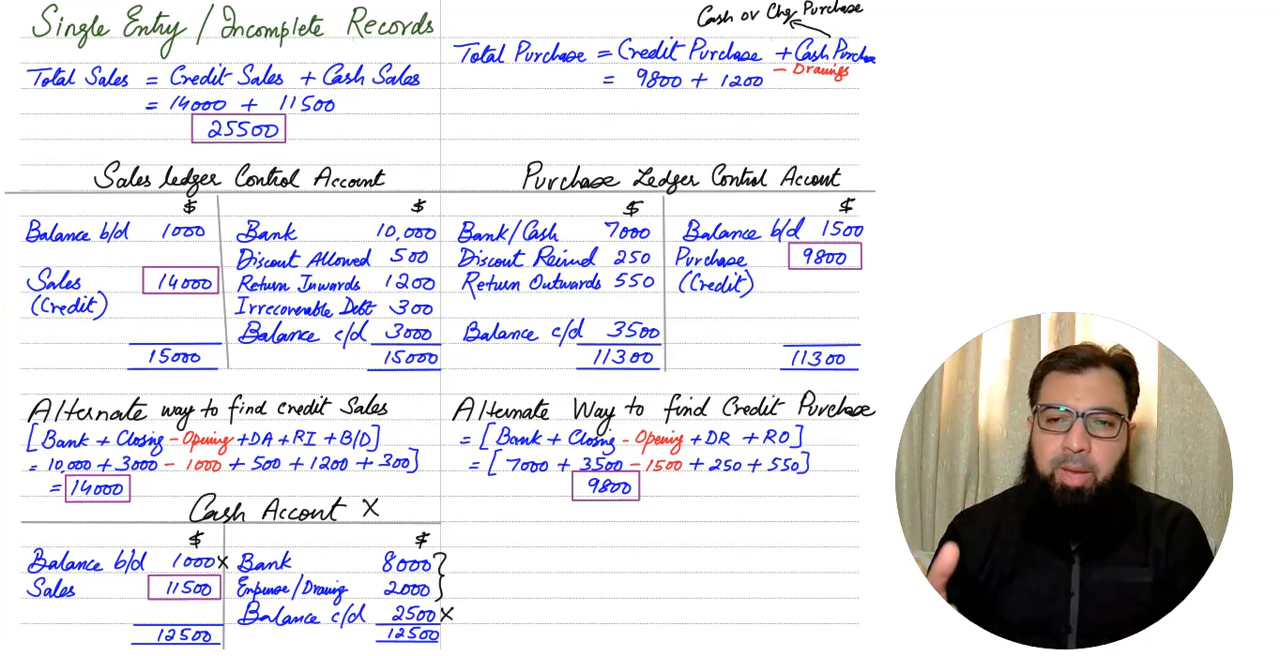 Single Entry / Incomplete Records
Total Sales = Credit Sales + Cash Sales
= 14000 + 11500
25500
Cash or Chq Purchase
Total Purchase = Credit Purchase + Cash Purchase
= 9800 + 1200 - Drawings
Sales ledger Control Account
$ $
Balance b/d 1000 Bank 10,000
Discout Allowed 500
Sales 14000 Return Inwards 1200
(Credit) Irrecoverable Debt 300
Balance c/d 3000
15000 15000
Purchase Ledger Control Accout
$ $
Bank/Cash 7000 Balance b/d 1500
Discout Reived 250 Purchase 9800
Return Outwards 550 (Credit)
Balance c/d 3500
11300 11300
Alternate way to find credit Sales
[Bank + Closing - Opening + DA + RI + B/D]
= 10,000 + 3000 - 1000 + 500 + 1200 + 300]
= 14000
Alternate Way to find Credit Purchase
= [Bank + Closing - Opening + DR + RO]
= [7000 + 3500 - 1500 + 250 + 550]
9800
Cash Accout X
$ $
Balance b/d 1000 X Bank 8000
Sales 11500 Expense/Drawing 2000
Balance c/d 2500 X
12500 12500